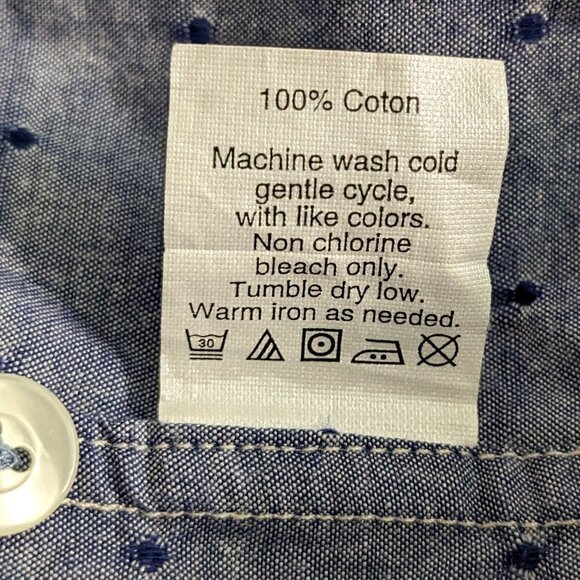 100% Coton
Machine wash cold
gentle cycle,
with like colors.
Non chlorine
bleach only.
Tumble dry low.
Warm iron as needed.
30